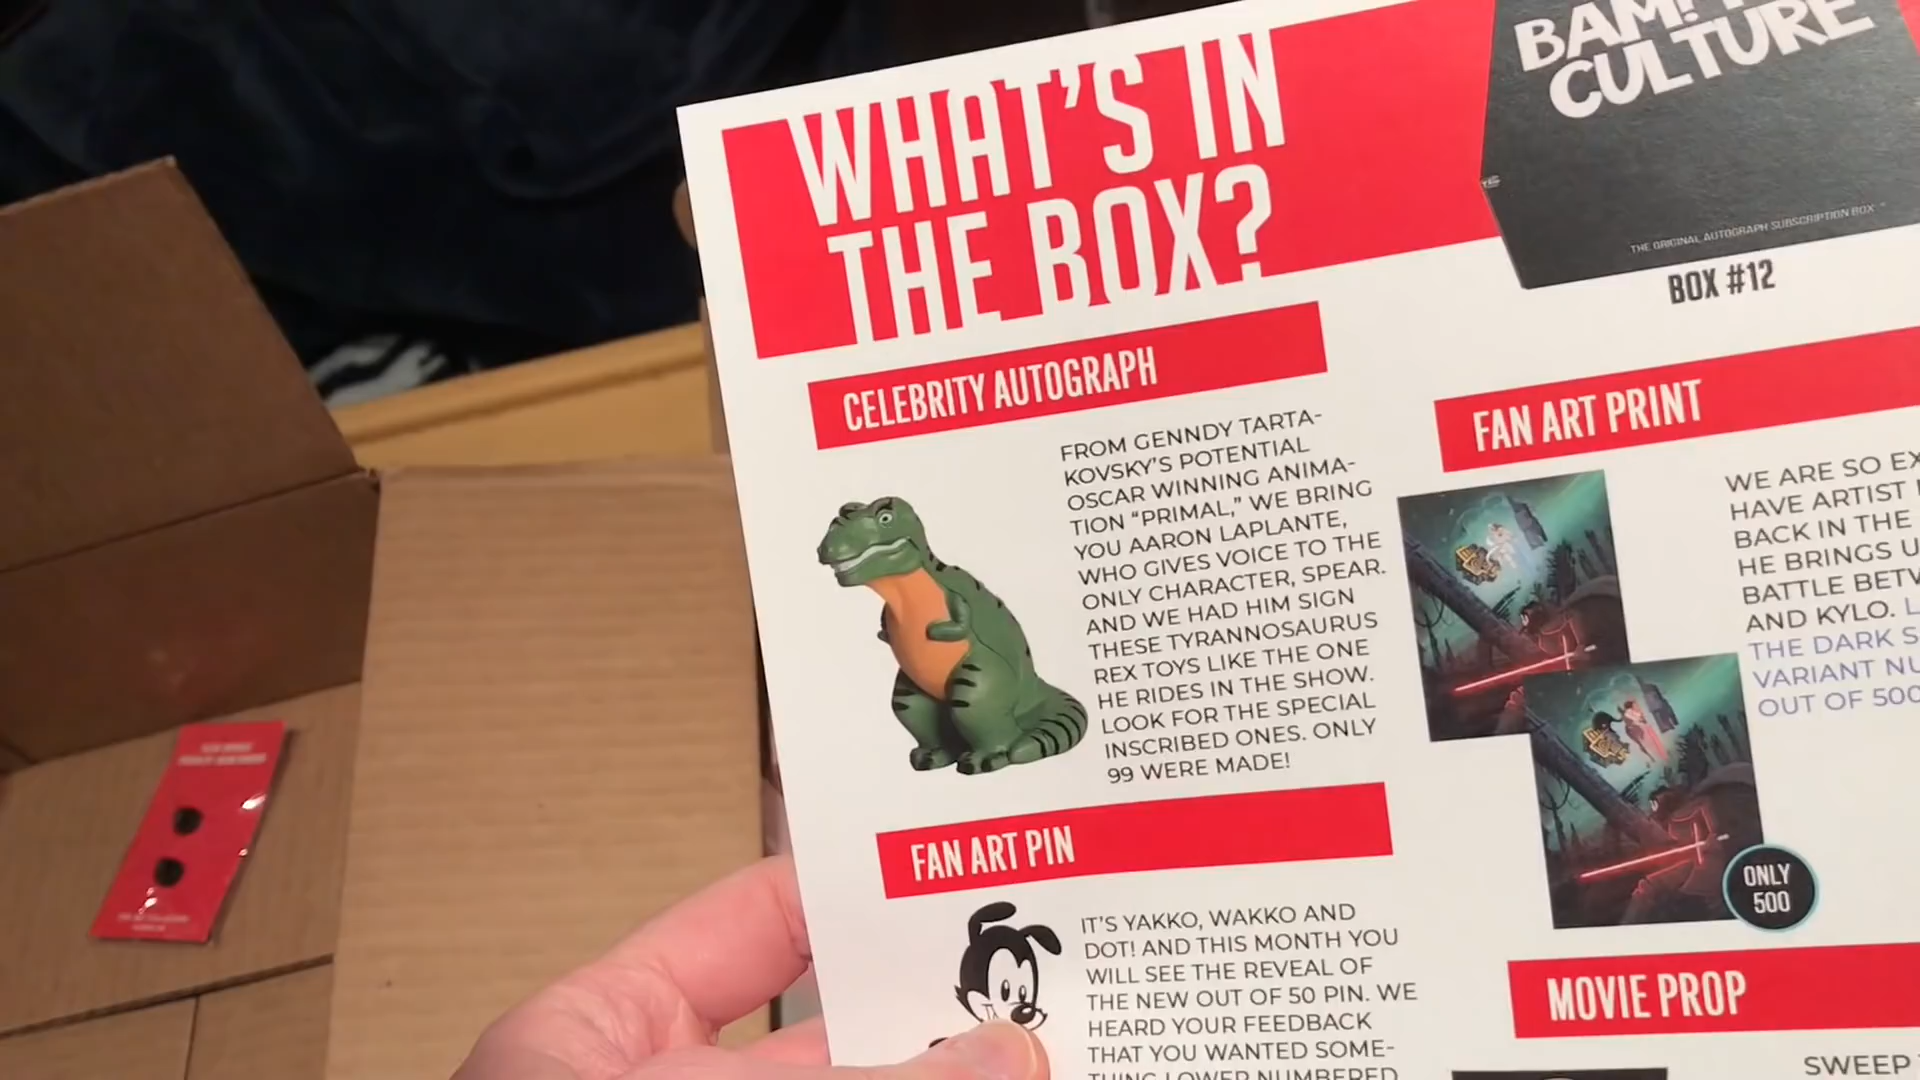 WHAT'S IN
THE BOX?
CULTURE
THE ORIGINAL AUTOGRAPH SUBSCRIPTION BOX
BOX #12
CELEBRITY AUTOGRAPH
FROM GENNDY TARTA-
KOVSKY'S POTENTIAL
OSCAR WINNING ANIMA-
TION "PRIMAL," WE BRING
YOU AARON LAPLANTE,
WHO GIVES VOICE TO THE
ONLY CHARACTER, SPEAR.
AND WE HAD HIM SIGN
THESE TYRANNOSAURUS
REX TOYS LIKE THE ONE
HE RIDES IN THE SHOW.
LOOK FOR THE SPECIAL
INSCRIBED ONES. ONLY
99 WERE MADE!
FAN ART PIN
IT'S YAKKO, WAKKO AND
DOT! AND THIS MONTH YOU
WILL SEE THE REVEAL OF
THE NEW OUT OF 50 PIN. WE
HEARD YOUR FEEDBACK
THAT YOU WANTED SOME-
THING LOWER NUMBERED
FAN ART PRINT
WE ARE SO
HAVE ARTIST
BACK IN THE
HE BRINGS
BATTLE
AND KYLO.
THE DARK
VARIANT
OUT OF 500
ONLY
500
MOVIE PROP
SWEEP